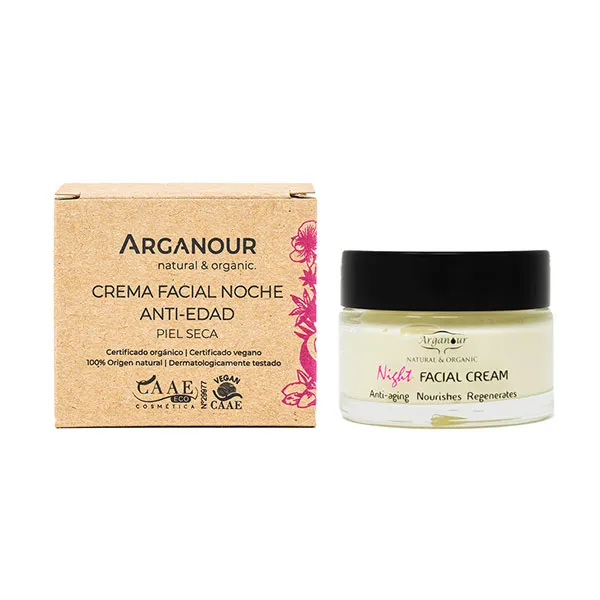 ARGANOUR
natural & organic.
CREMA FACIAL NOCHE
ANTI-EDAD
PIEL SECA
Certificado orgánico | Certificado vegano
100% Origen natural | Dermatologicamente testado
CAAE
ECO
COSMÉTICA
Nº29977
VEGAN
CAAE
Arganour
NATURAL & ORGANIC
Night FACIAL CREAM
Anti-aging Nourishes Regenerates